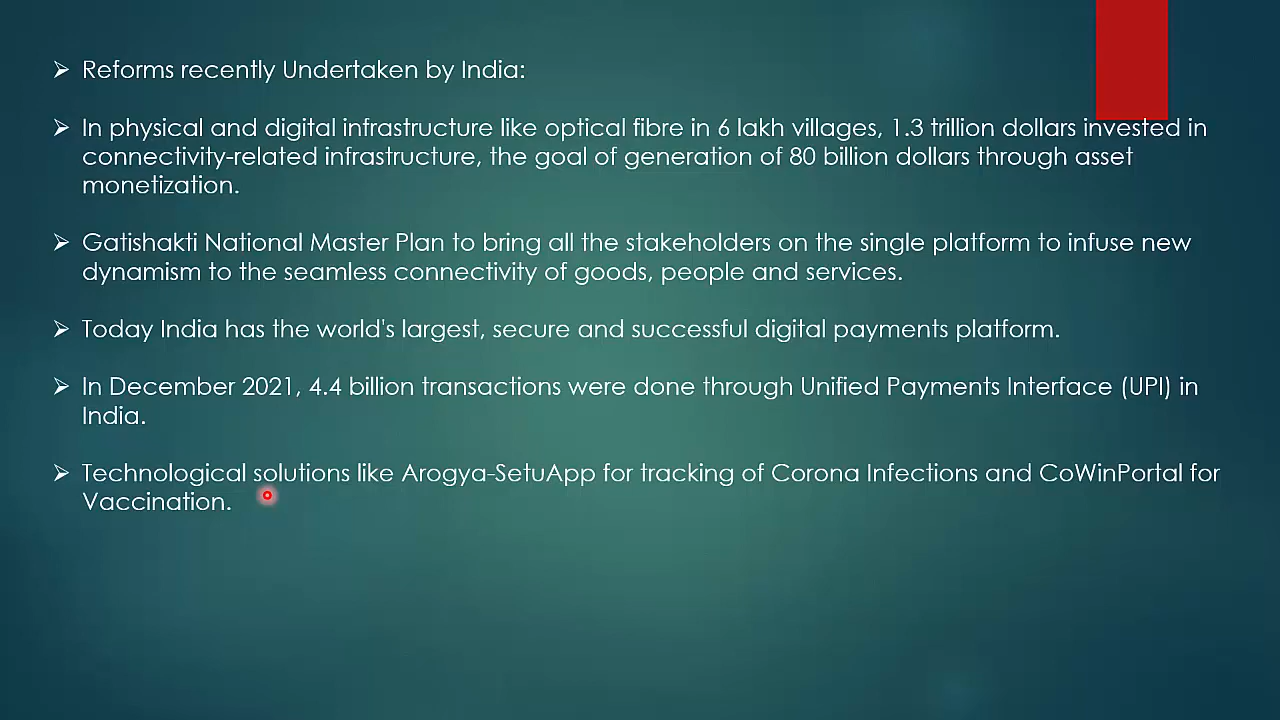 Reforms recently Undertaken by India:
In physical and digital infrastructure like optical fibre in 6 lakh villages, 1.3 trillion dollars invested in
connectivity-related infrastructure, the goal of generation of 80 billion dollars through asset
monetization.
Gatishakti National Master Plan to bring all the stakeholders on the single platform to infuse new
dynamism to the seamless connectivity of goods, people and services.
Today India has the world's largest, secure and successful digital payments platform.
In December 2021, 4.4 billion transactions were done through Unified Payments Interface (UPI) in
India.
Technological solutions like Arogya-SetuApp for tracking of Corona Infections and CoWinPortal for
Vaccination.